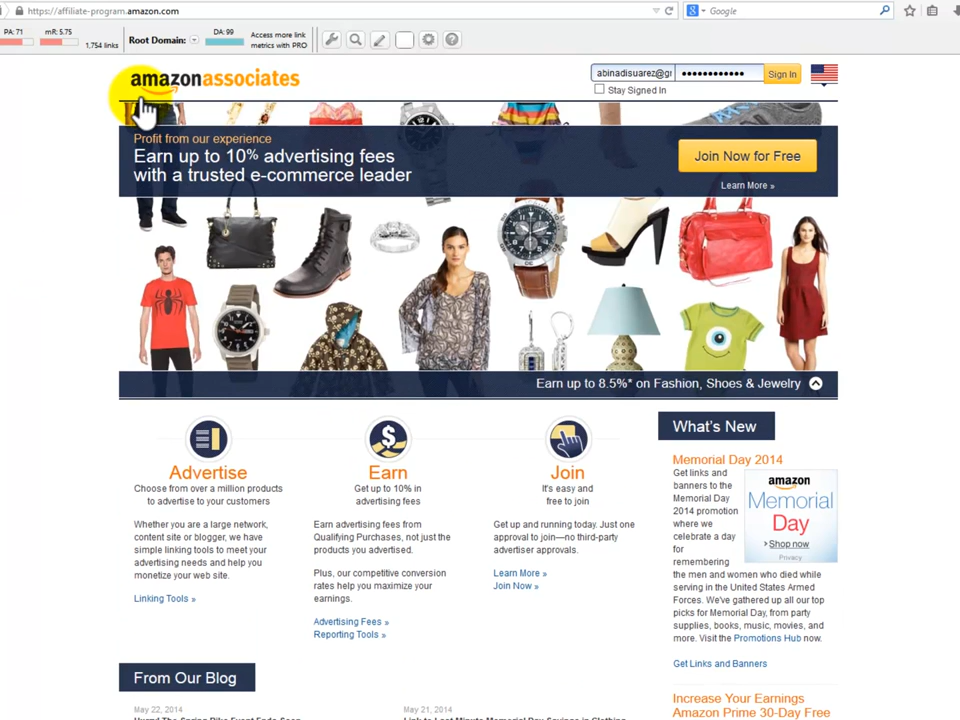 https://affiliate-program.amazon.com
Google
PA: 71
mR: 5.75
1,754 links
Root Domain:
DA: 99
Access more link
metrics with PRO
amazonassociates
abinadisuarez@g
Sign In
Stay Signed In
Profit from our experience
Earn up to 10% advertising fees
with a trusted e-commerce leader
Join Now for Free
Learn More »
Earn up to 8.5%* on Fashion, Shoes & Jewelry
Advertise
Choose from over a million products
to advertise to your customers
Whether you are a large network,
content site or blogger, we have
simple linking tools to meet your
advertising needs and help you
monetize your web site.
Linking Tools »
Earn
Get up to 10% in
advertising fees
Earn advertising fees from
Qualifying Purchases, not just the
products you advertised.
Plus, our competitive conversion
rates help you maximize your
earnings.
Advertising Fees »
Reporting Tools »
Join
It's easy and
free to join
Get up and running today. Just one
approval to join—no third-party
advertiser approvals.
Learn More »
Join Now »
What's New
Memorial Day 2014
Get links and
banners to the
Memorial Day
2014 promotion
where we
celebrate a day
for
remembering
the men and women who died while
serving in the United States Armed
Forces. We've gathered up all our top
picks for Memorial Day, from party
supplies, books, music, movies, and
more. Visit the Promotions Hub now.
amazon
Memorial
Day
Shop now
Privacy
Get Links and Banners
Increase Your Earnings
Amazon Prime 30-Day Free
From Our Blog
May 22, 2014
May 21, 2014